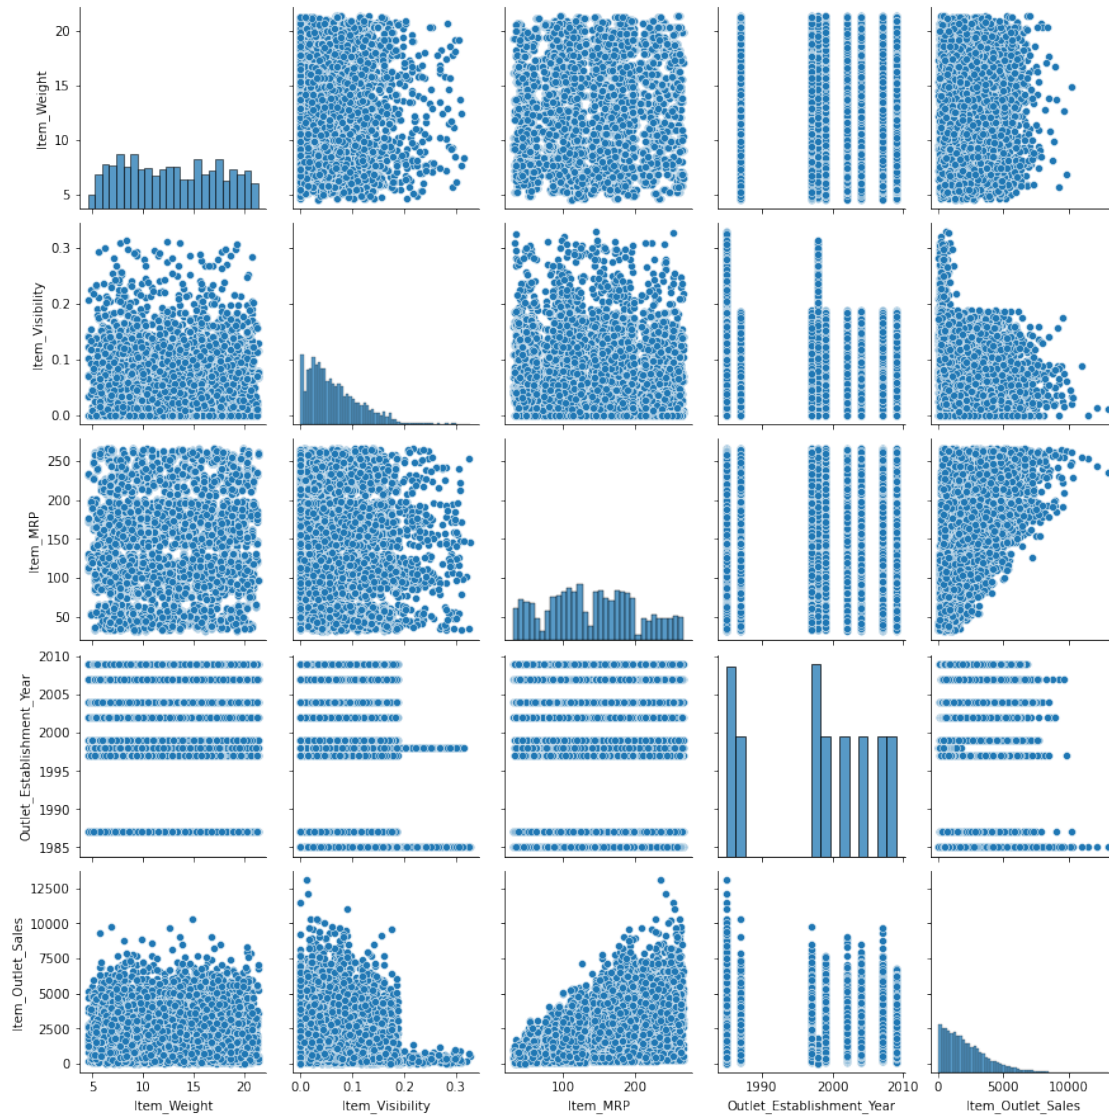 20
15
10
5
Item_Weight
0.3
0.2
0.1
0.0
Item_Visibility
250
200
150
100
50
Item_MRP
2010
2005
2000
1995
1990
1985
Outlet_Establishment_Year
12500
10000
7500
5000
2500
0
Item_Outlet_Sales
5 10 15 20
0.0 0.1 0.2 0.3
100 200
1990 2000 2010
0 5000 10000
Item_Weight
Item_Visibility
Item_MRP
Outlet_Establishment_Year
Item_Outlet_Sales